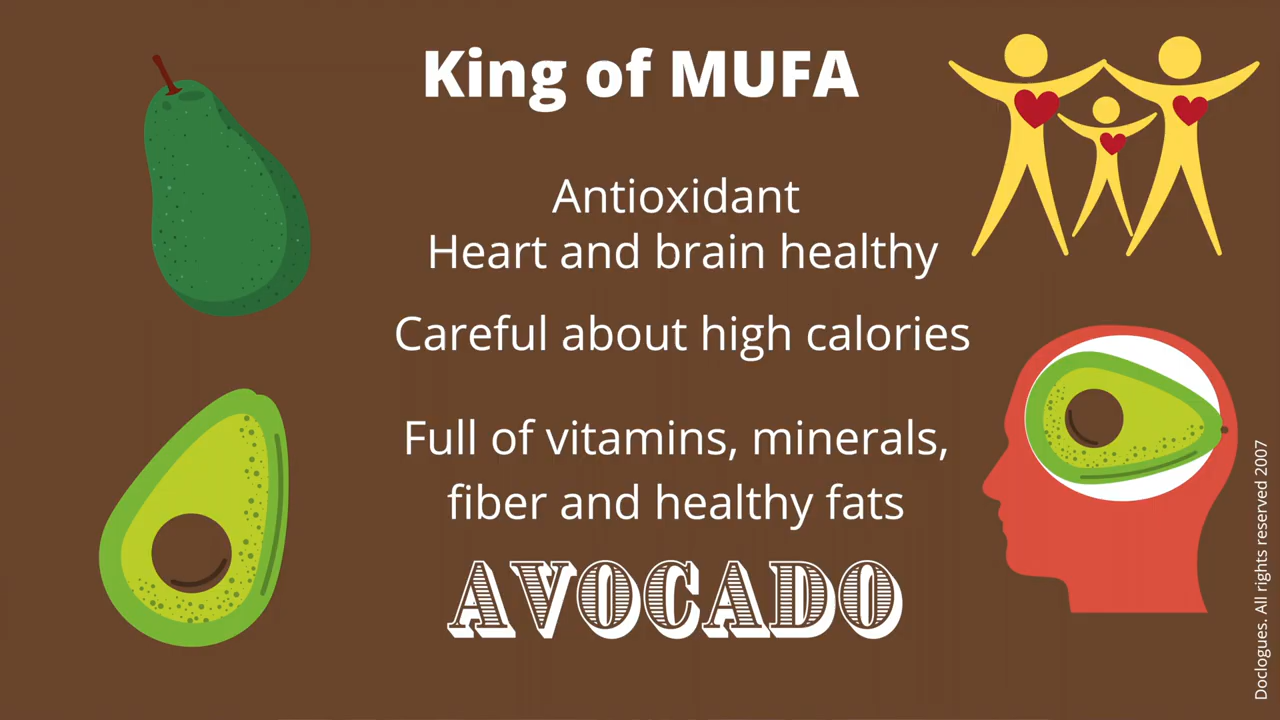 King of MUFA
Antioxidant
Heart and brain healthy
Careful about high calories
Full of vitamins, minerals,
fiber and healthy fats
AVOCADO
Doclogues. All rights reserved 2007